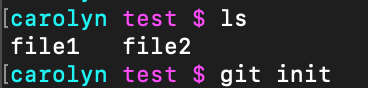 [carolyn test $ ls
file1   file2
[carolyn test $ git init